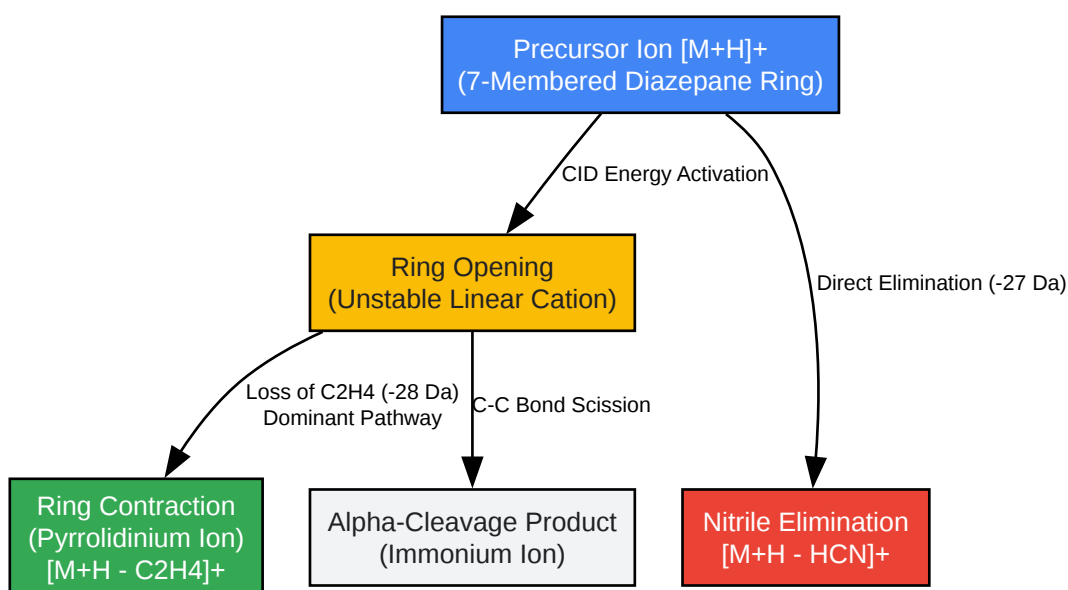 Precursor Ion [M+H]+
(7-Membered Diazepane Ring)
CID Energy Activation
Ring Opening
(Unstable Linear Cation)
Direct Elimination (-27 Da)
Loss of C2H4 (-28 Da)
Dominant Pathway
C-C Bond Scission
Ring Contraction
(Pyrrolidinium Ion)
[M+H - C2H4]+
Alpha-Cleavage Product
(Immonium Ion)
Nitrile Elimination
[M+H - HCN]+